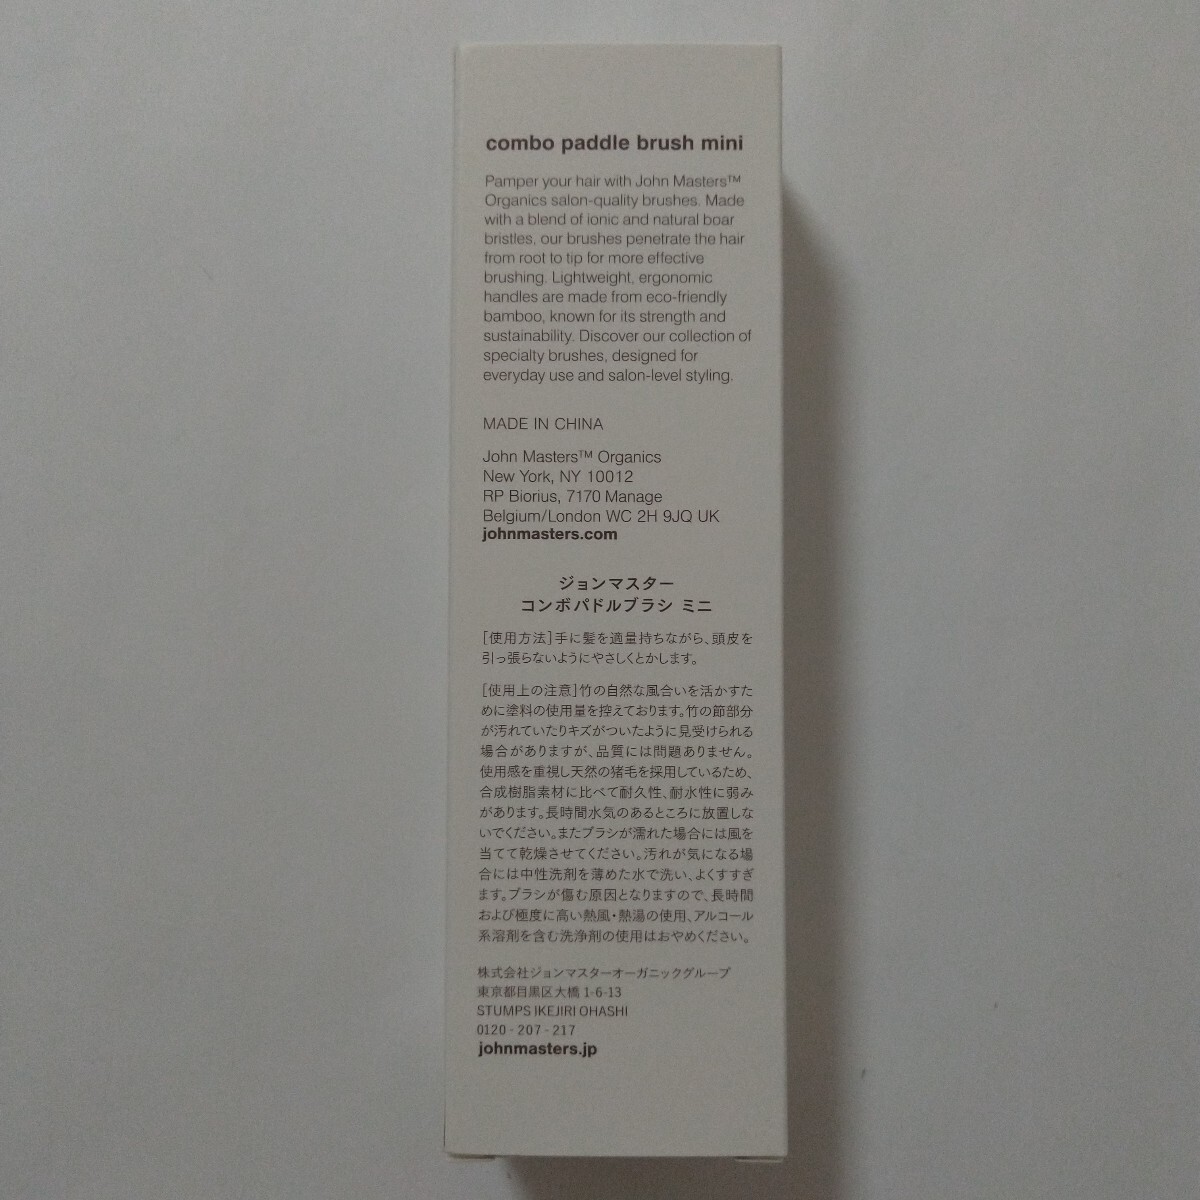 combo paddle brush mini
Pamper your hair with John Masters™
Organics salon-quality brushes. Made
with a blend of ionic and natural boar
bristles, our brushes penetrate the hair
from root to tip for more effective
brushing. Lightweight, ergonomic
handles are made from eco-friendly
bamboo, known for its strength and
sustainability. Discover our collection of
specialty brushes, designed for
everyday use and salon-level styling.
MADE IN CHINA
John Masters™ Organics
New York, NY 10012
RP Biorius, 7170 Manage
Belgium/London WC 2H 9JQ UK
johnmasters.com
ジョンマスター
コンボパドルブラシ ミニ
[使用方法]手に髪を適量持ちながら、頭皮を
引っ張らないようにやさしくとかします。
[使用上の注意]竹の自然な風合いを活かすた
めに塗料の使用量を控えております。竹の節部分
が汚れていたりキズがついたように見受けられる
場合がありますが、品質には問題ありません。
使用感を重視し天然の猪毛を採用しているため、
合成樹脂素材に比べて耐久性、耐水性に弱み
があります。長時間水気のあるところに放置しな
いでください。またブラシが濡れた場合には風を
当てて乾燥させてください。汚れが気になる場
合には中性洗剤を薄めた水で洗い、よくすすぎ
ます。ブラシが傷む原因となりますので、長時間
および極度に高い熱風・熱湯の使用、アルコール
系溶剤を含む洗浄剤の使用はおやめください。
株式会社ジョンマスターオーガニックグループ
東京都目黒区大橋 1-6-13
STUMPS IKEJIRI OHASHI
0120 - 207 - 217
johnmasters.jp